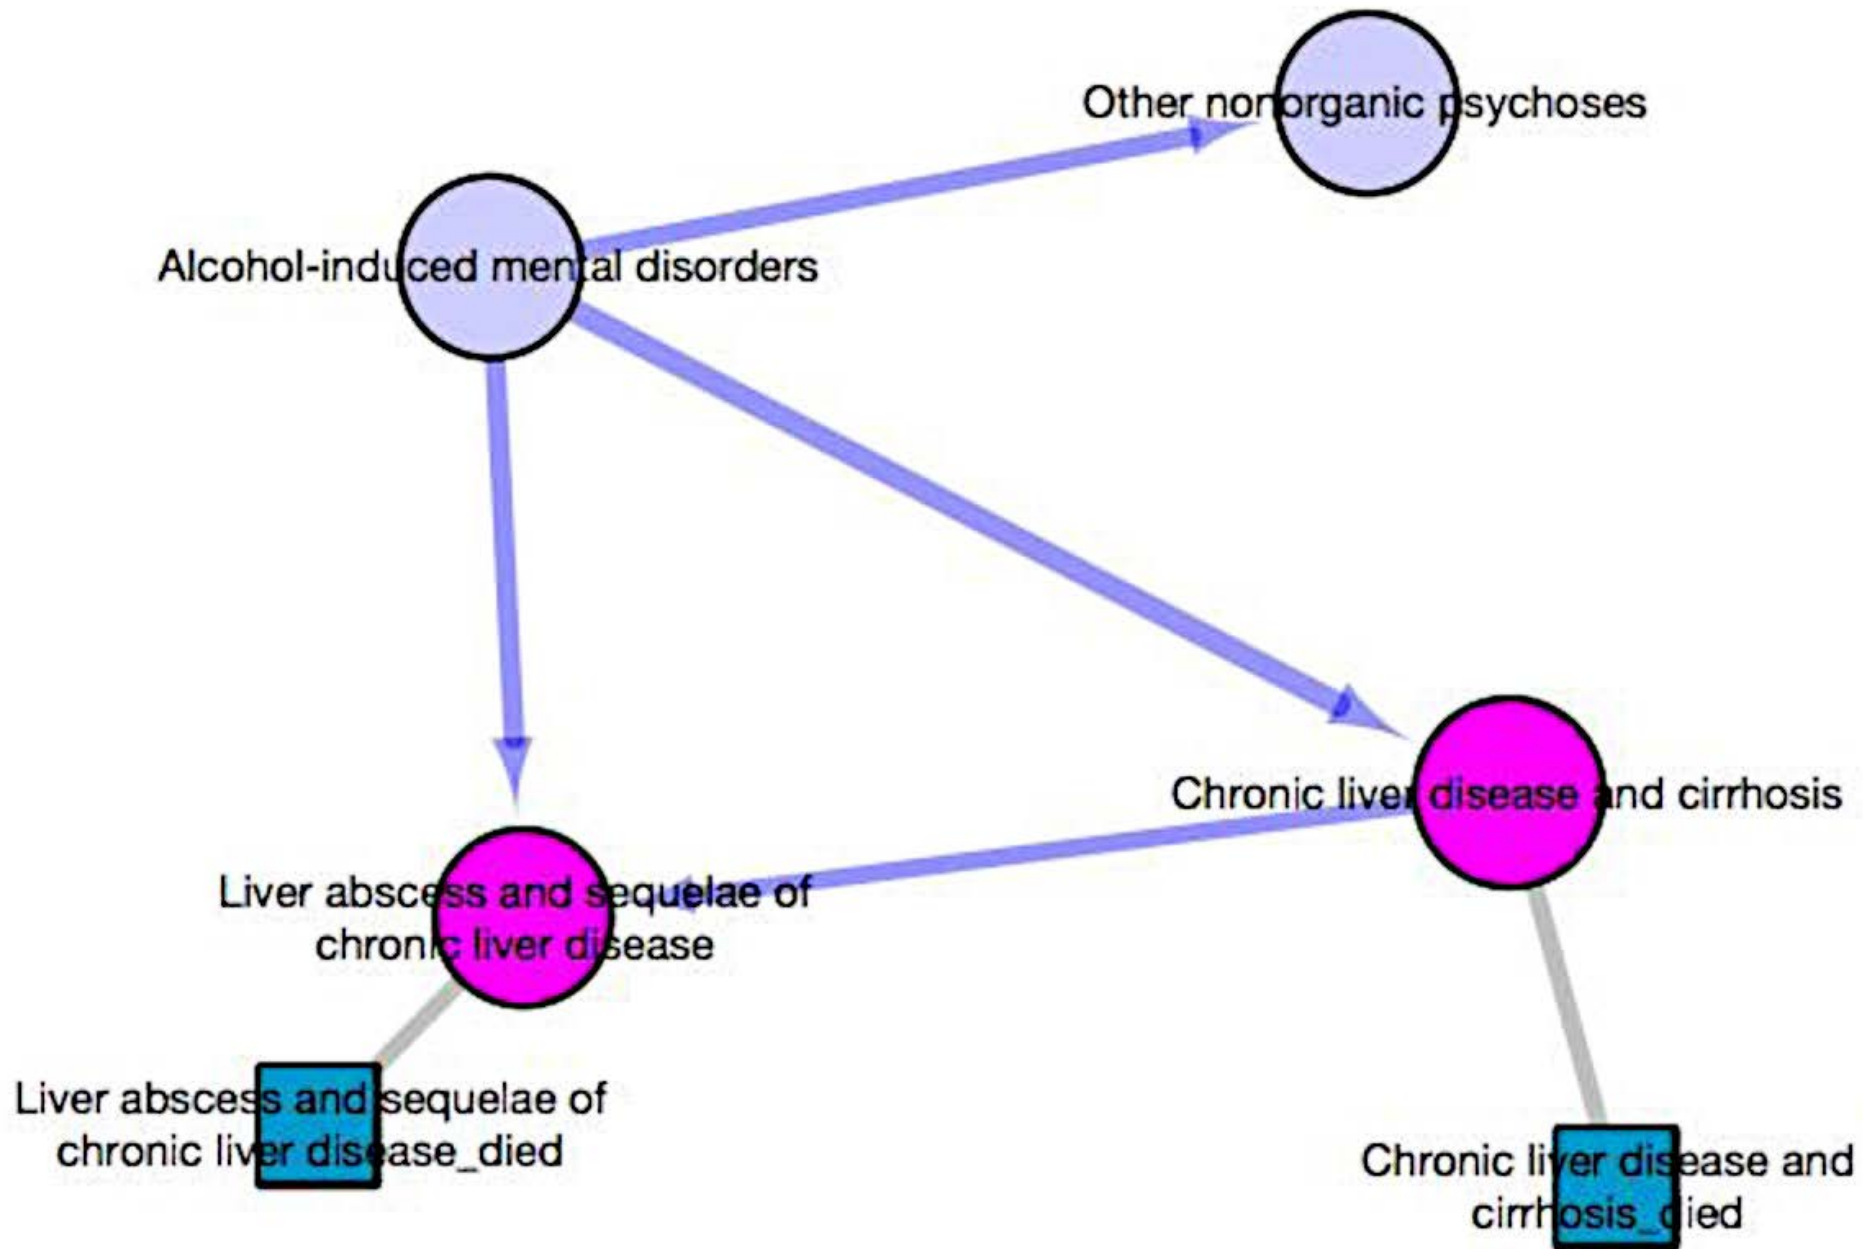 Other nonorganic psychoses
Alcohol-induced mental disorders
Chronic liver disease and cirrhosis
Liver abscess and sequelae of
chronic liver disease
Liver abscess and sequelae of
chronic liver disease_died
Chronic liver disease and
cirrhosis_died